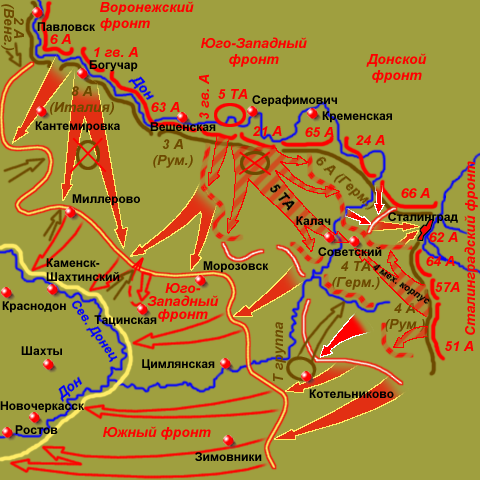 Воронежский
фронт
Павловск
2 А
(Венг.)
6 А
1 гв. А
Богучар
Дон
8 А
(Италия)
Кантемировка
63 А
Вешенская
3 А
(Рум.)
Юго-Западный
фронт
3 гв. А
5 ТА
Серафимович
21 А
65 А
Кременская
Донской
фронт
24 А
6 А (Герм.)
66 А
5 ТА
Калач
Сталинград
62 А
Советский
64 А
4 ТА
(Герм.)
4 мех. корпус
57А
4 А
(Рум.)
51 А
Сталинградский фронт
Миллерово
Каменск-
Шахтинский
Морозовск
Юго-
Западный
фронт
Тацинская
Краснодон
Сев. Донец
Шахты
Цимлянская
Т группа
Котельниково
Дон
Новочеркасск
Ростов
Южный фронт
Зимовники